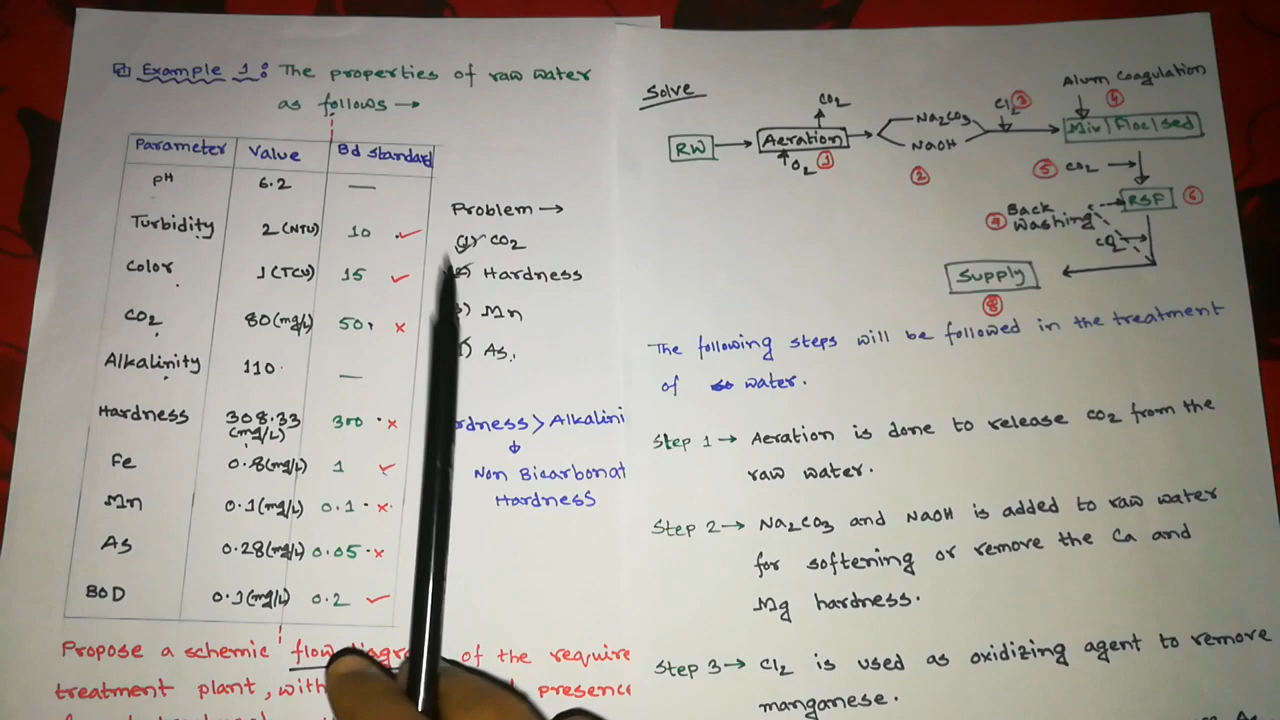 Example 1: The properties of raw water
as follows →
Parameter Value Bd standard
pH 6.2 —
Turbidity 2 (NTU) 10 ✓
Color 1 (TCU) 15 ✓
CO2 80 (mg/L) 50 ×
Alkalinity 110 —
Hardness 308.33 (mg/L) 300 ×
Fe 0.8 (mg/L) 1 ✓
Mn 0.1 (mg/L) 0.1 ×
As 0.28 (mg/L) 0.05 ×
BOD 0.1 (mg/L) 0.2 ✓
Problem →
(1) CO2
Hardness
Mn
As.
rdness > Alkalini
↓
Non Bicarbonat
Hardness
Propose a schemic flow diagra of the require
treatment plant, with presence
Solve
RW → Aeration
CO2
O2
1
Na2CO3
NaOH
2
Cl2 3
Alum Coagulation
4
Mix/Floc/sed
5 CO2 →
RSF 6
7 Back
Washing
Supply
8
The following steps will be followed in the treatment
of water.
Step 1 → Aeration is done to release CO2 from the
raw water.
Step 2 → Na2CO3 and NaOH is added to raw water
for softening or remove the Ca and
Mg hardness.
Step 3 → Cl2 is used as oxidizing agent to remove
manganese.